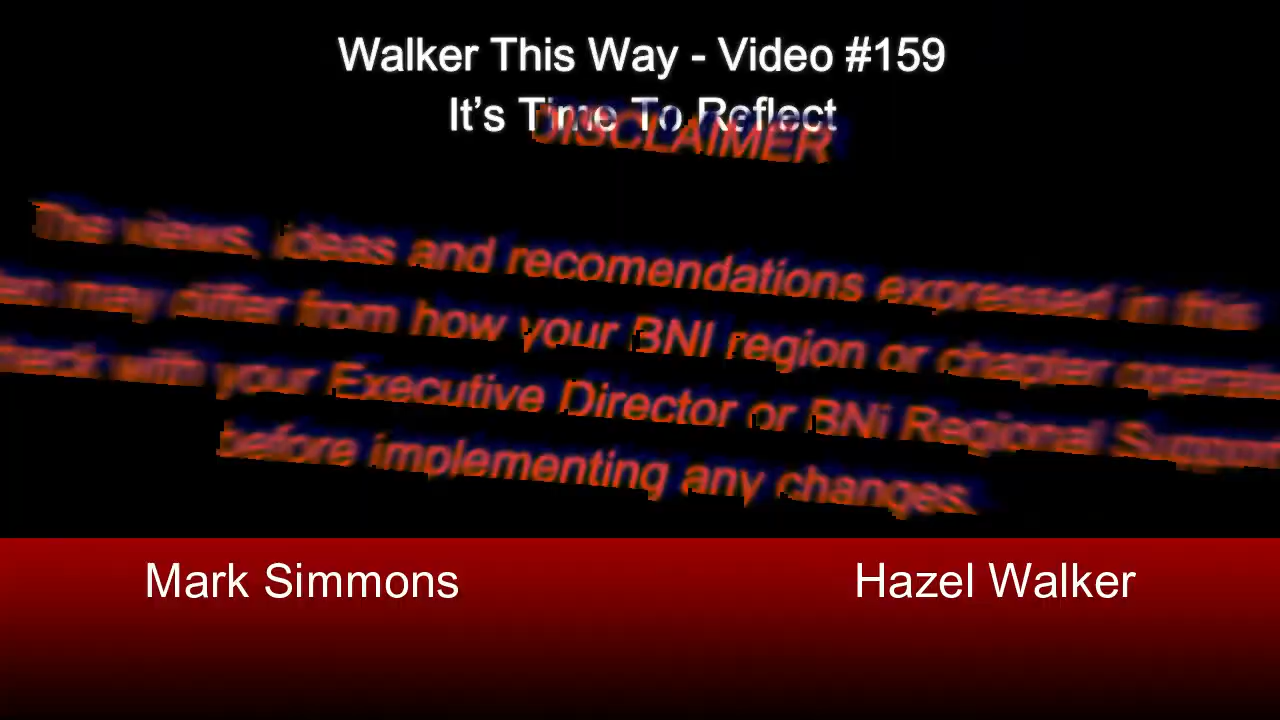 Walker This Way - Video #159
It’s Time To Reflect
DISCLAIMER
The views, ideas and recomendations expressed in this
may differ from how your BNI region or chapter
with your Executive Director or BNi Regional
before implementing any changes.
Mark Simmons
Hazel Walker